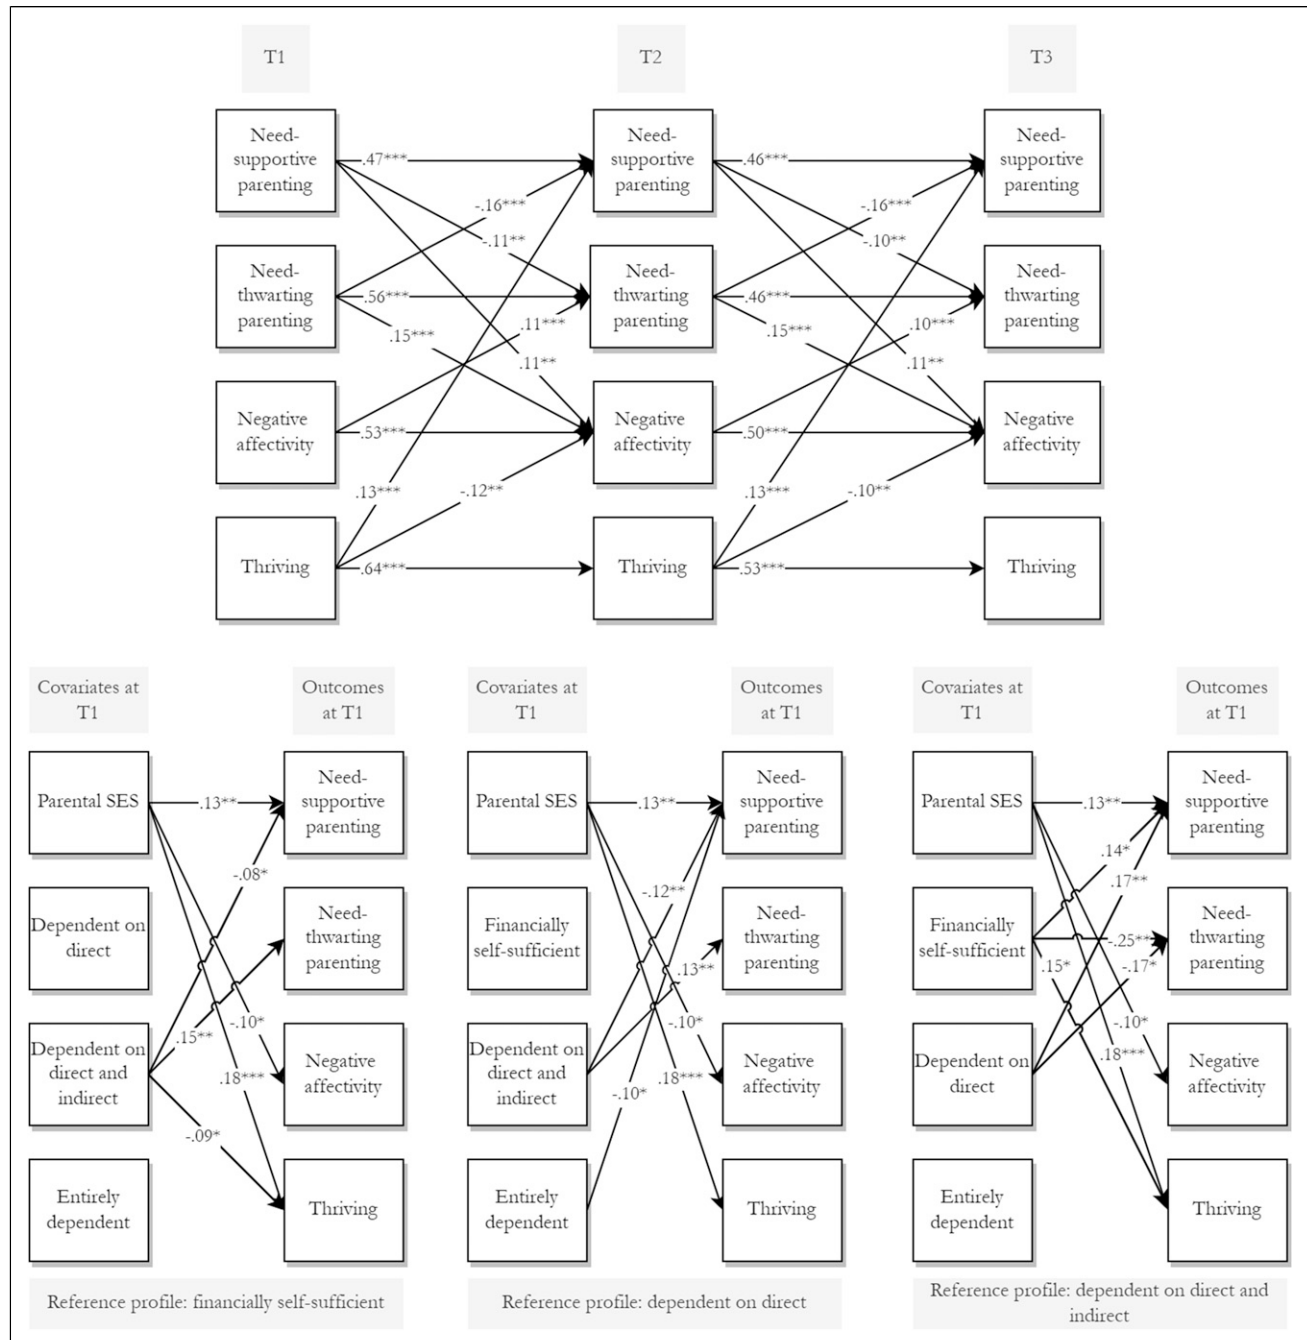 T1
T2
T3
Need-
supportive
parenting
Need-
supportive
parenting
Need-
supportive
parenting
.47***
.46***
-.16***
-.11**
-.16***
-.10**
Need-
thwarting
parenting
Need-
thwarting
parenting
Need-
thwarting
parenting
.56***
.46***
.15***
.11***
.11**
.15***
.10***
.11**
Negative
affectivity
Negative
affectivity
Negative
affectivity
.53***
.50***
.13***
-.12**
.13***
-.10**
Thriving
Thriving
Thriving
.64***
.53***
Covariates at
T1
Outcomes
at T1
Parental SES
Need-
supportive
parenting
.13**
-.08*
Dependent on
direct
Need-
thwarting
parenting
Dependent on
direct and
indirect
Negative
affectivity
-.10*
.15**
.18***
-.09*
Entirely
dependent
Thriving
Reference profile: financially self-sufficient
Covariates at
T1
Outcomes
at T1
Parental SES
Need-
supportive
parenting
.13**
-.12**
Financially
self-sufficient
Need-
thwarting
parenting
.13**
Dependent on
direct and
indirect
Negative
affectivity
-.10*
.18***
-.10*
Entirely
dependent
Thriving
Reference profile: dependent on direct
Covariates at
T1
Outcomes
at T1
Parental SES
Need-
supportive
parenting
.13**
.14*
.17**
Financially
self-sufficient
Need-
thwarting
parenting
-.25**
.15*
-.17*
Dependent on
direct
Negative
affectivity
-.10*
.18***
Entirely
dependent
Thriving
Reference profile: dependent on direct and
indirect